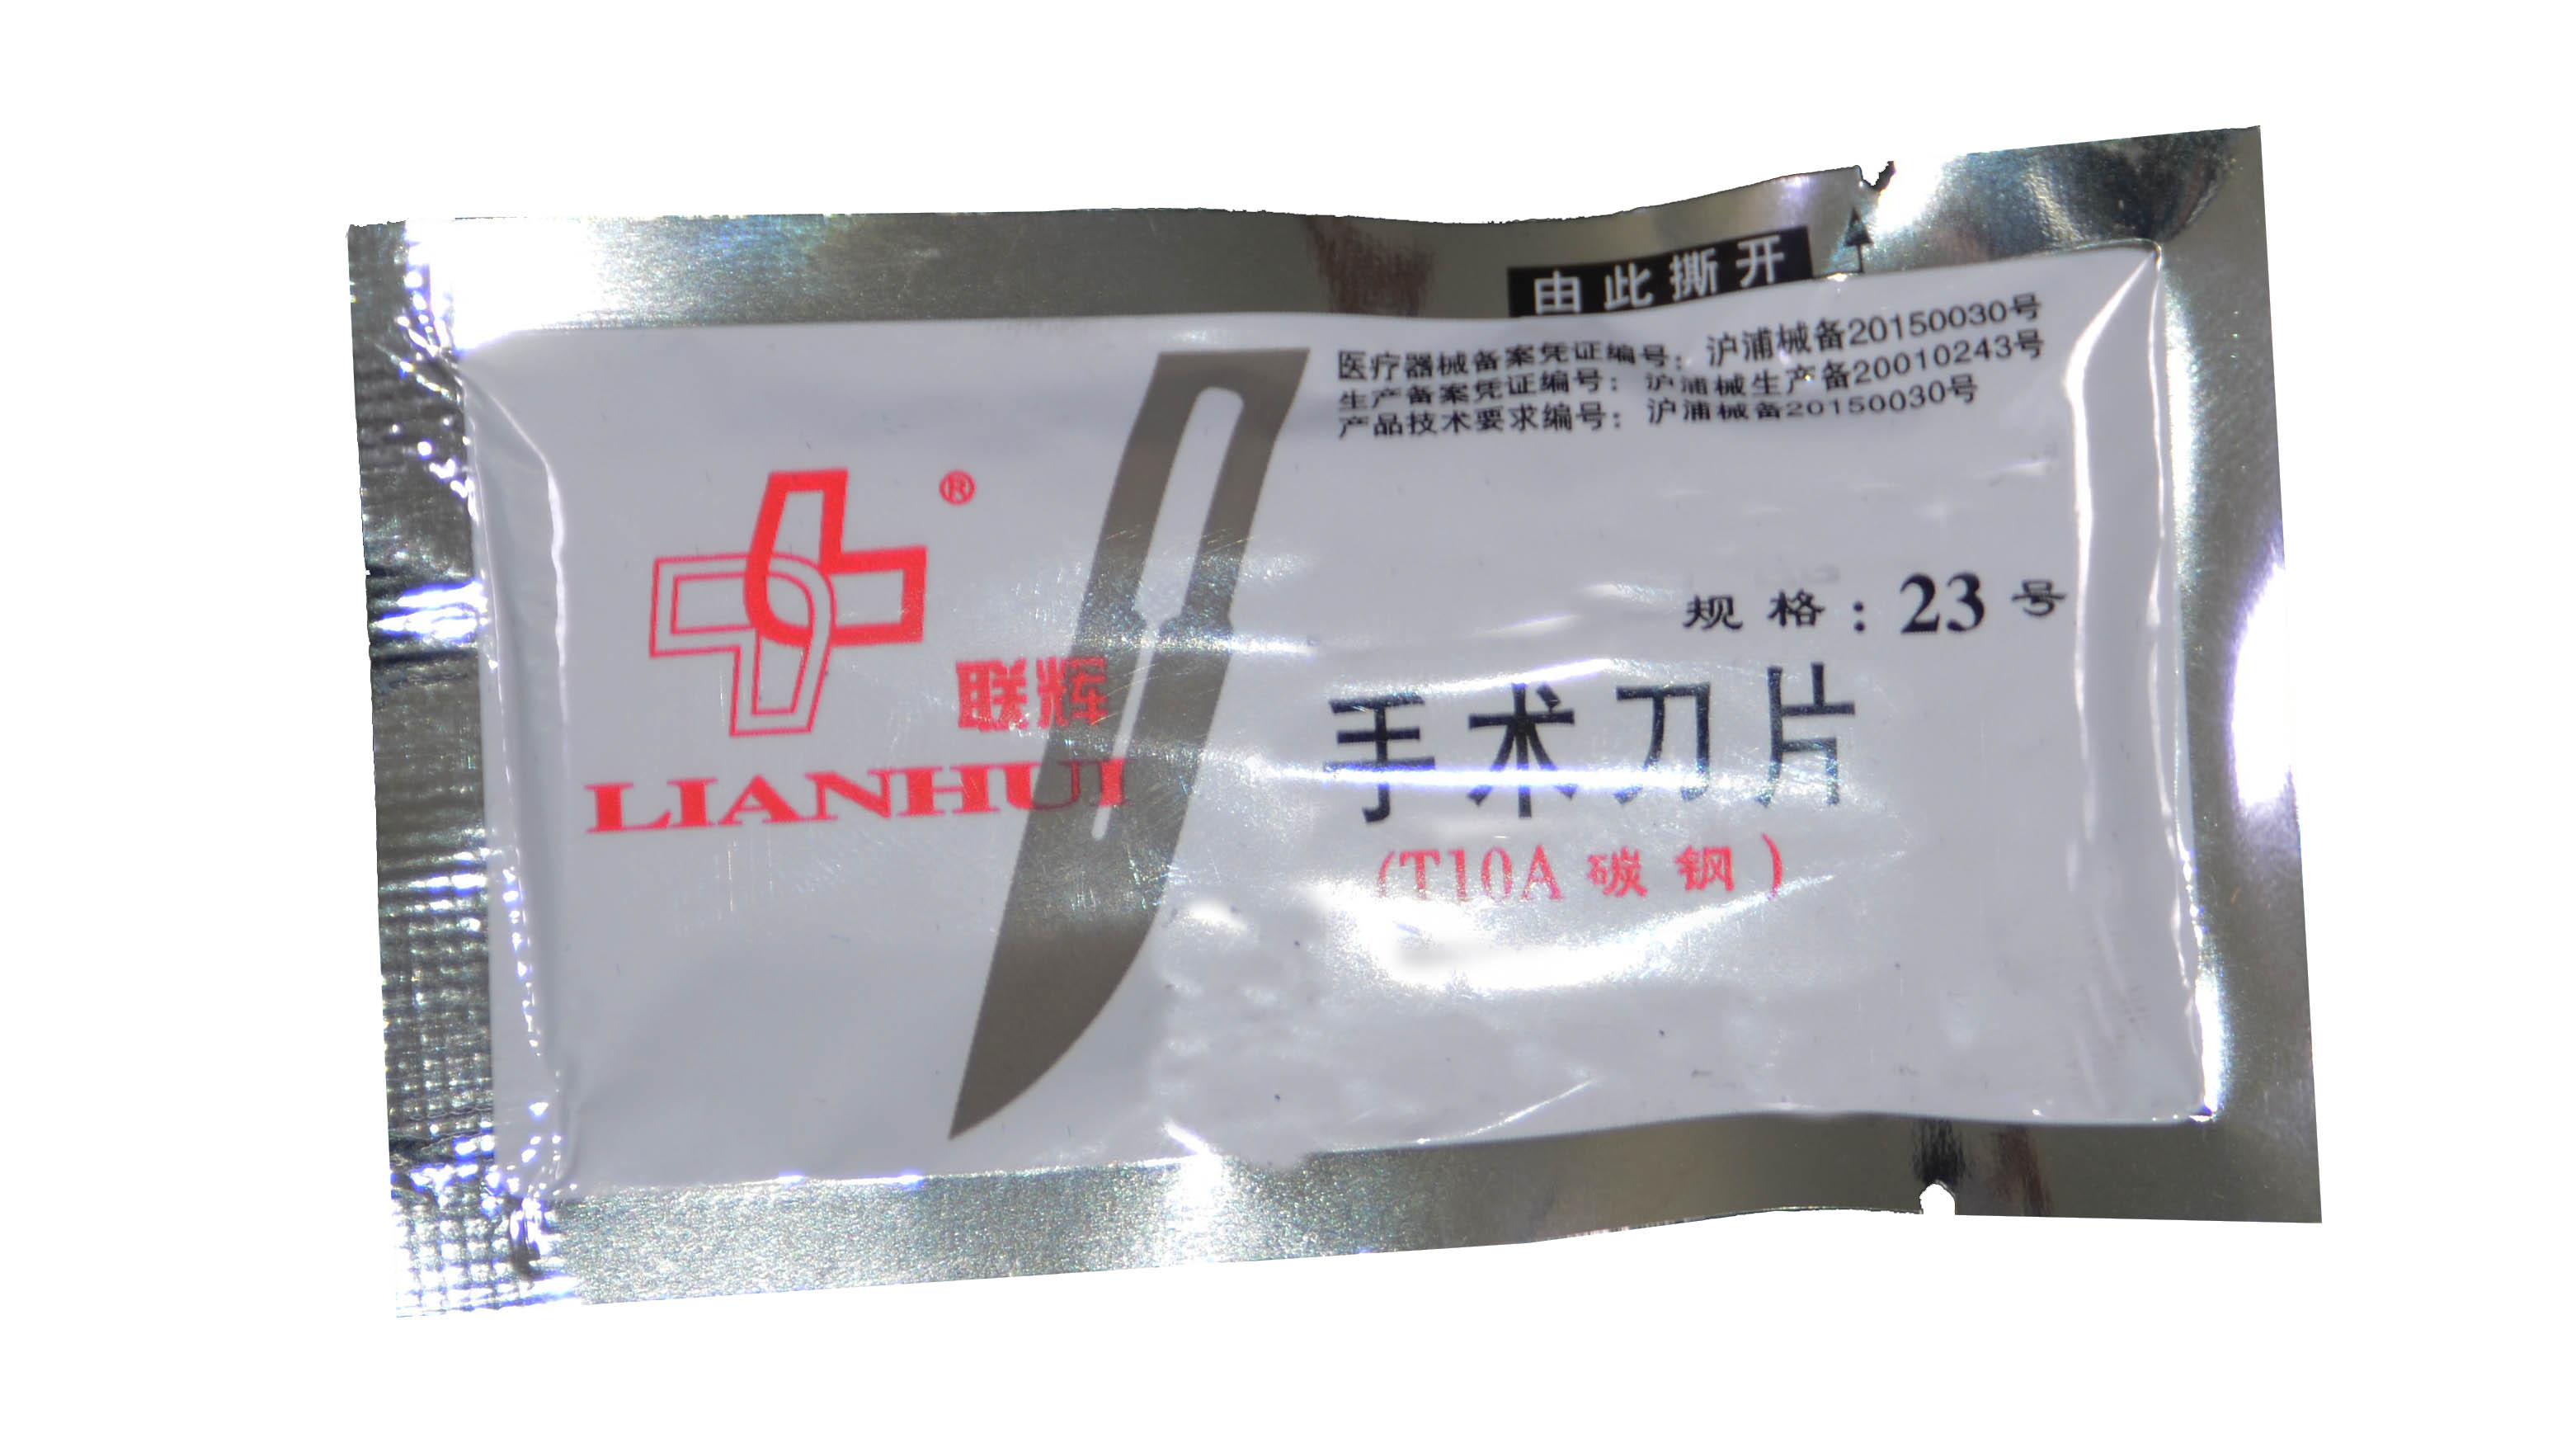 由此撕开
医疗器械备案凭证编号：沪浦械备20150030号
生产备案凭证编号：沪浦械生产备20010243号
产品技术要求编号：沪浦械备20150030号
®
联辉
LIANHUI
规格：23号
手术刀片
(T10A 碳钢)